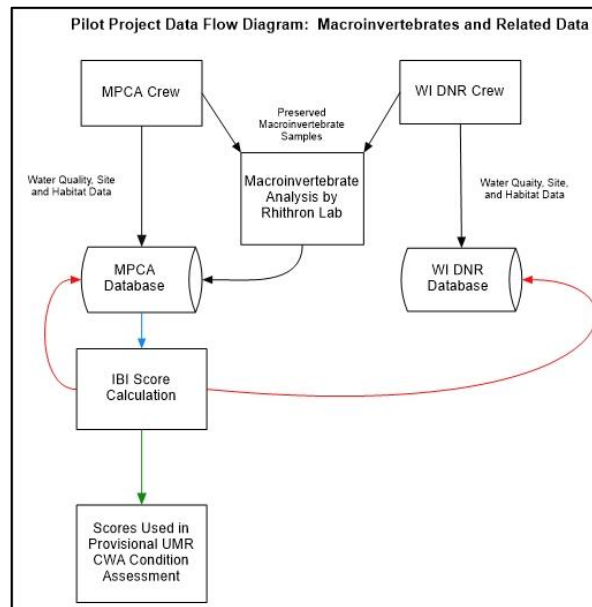 Pilot Project Data Flow Diagram: Macroinvertebrates and Related Data
MPCA Crew
WI DNR Crew
Preserved
Macroinvertebrate
Samples
Water Quality, Site
and Habitat Data
Macroinvertebrate
Analysis by
Rhithron Lab
Water Quaity, Site,
and Habitat Data
MPCA
Database
WI DNR
Database
IBI Score
Calculation
Scores Used in
Provisional UMR
CWA Condition
Assessment